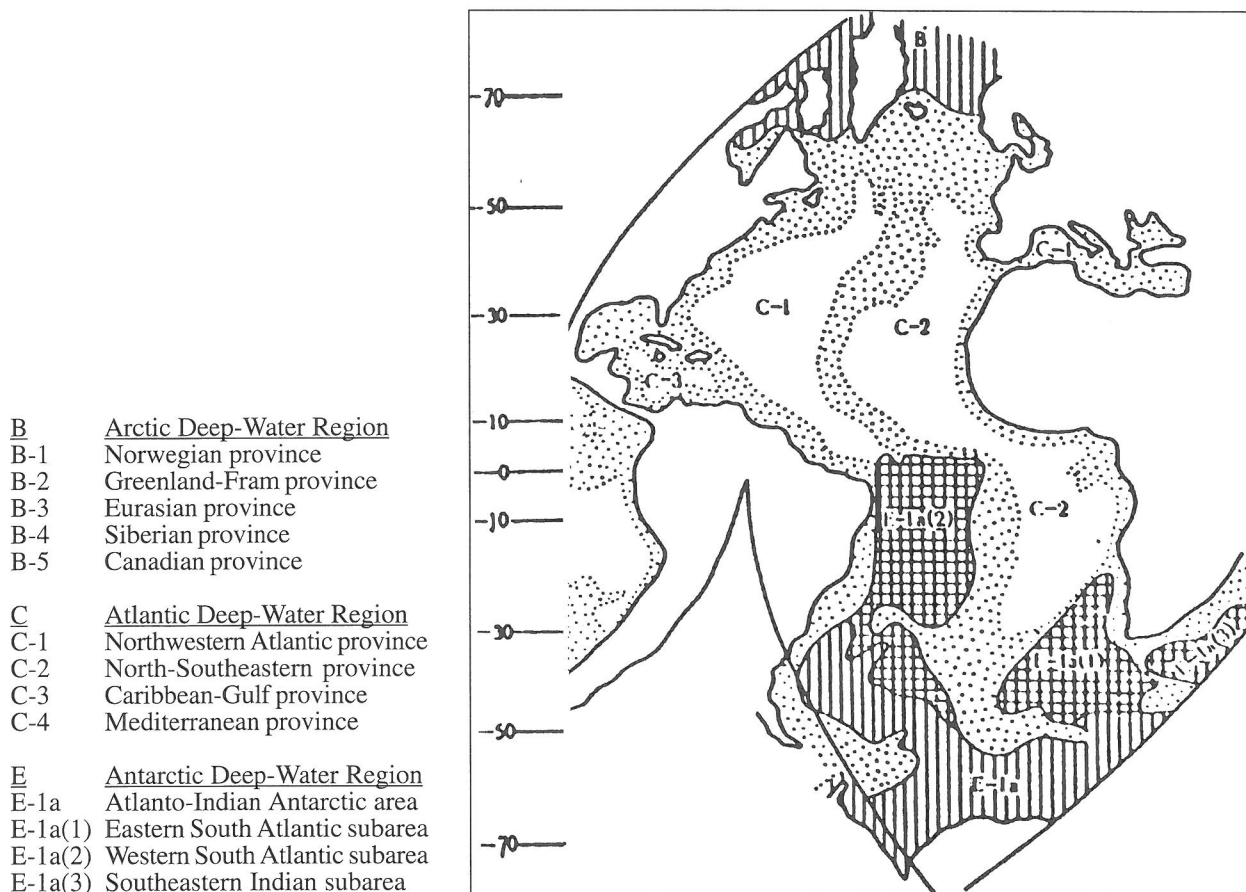 B Arctic Deep-Water Region
B-1 Norwegian province
B-2 Greenland-Fram province
B-3 Eurasian province
B-4 Siberian province
B-5 Canadian province
C Atlantic Deep-Water Region
C-1 Northwestern Atlantic province
C-2 North-Southeastern province
C-3 Caribbean-Gulf province
C-4 Mediterranean province
E Antarctic Deep-Water Region
E-1a Atlanto-Indian Antarctic area
E-1a(1) Eastern South Atlantic subarea
E-1a(2) Western South Atlantic subarea
E-1a(3) Southeastern Indian subarea
B
-70
-50
C-1
-30
C-1
C-2
b
C-3
-10
-0
-10
E-1a(2)
C-2
-30
E-1a(1)
E-1a(3)
-50
E-1a
-70